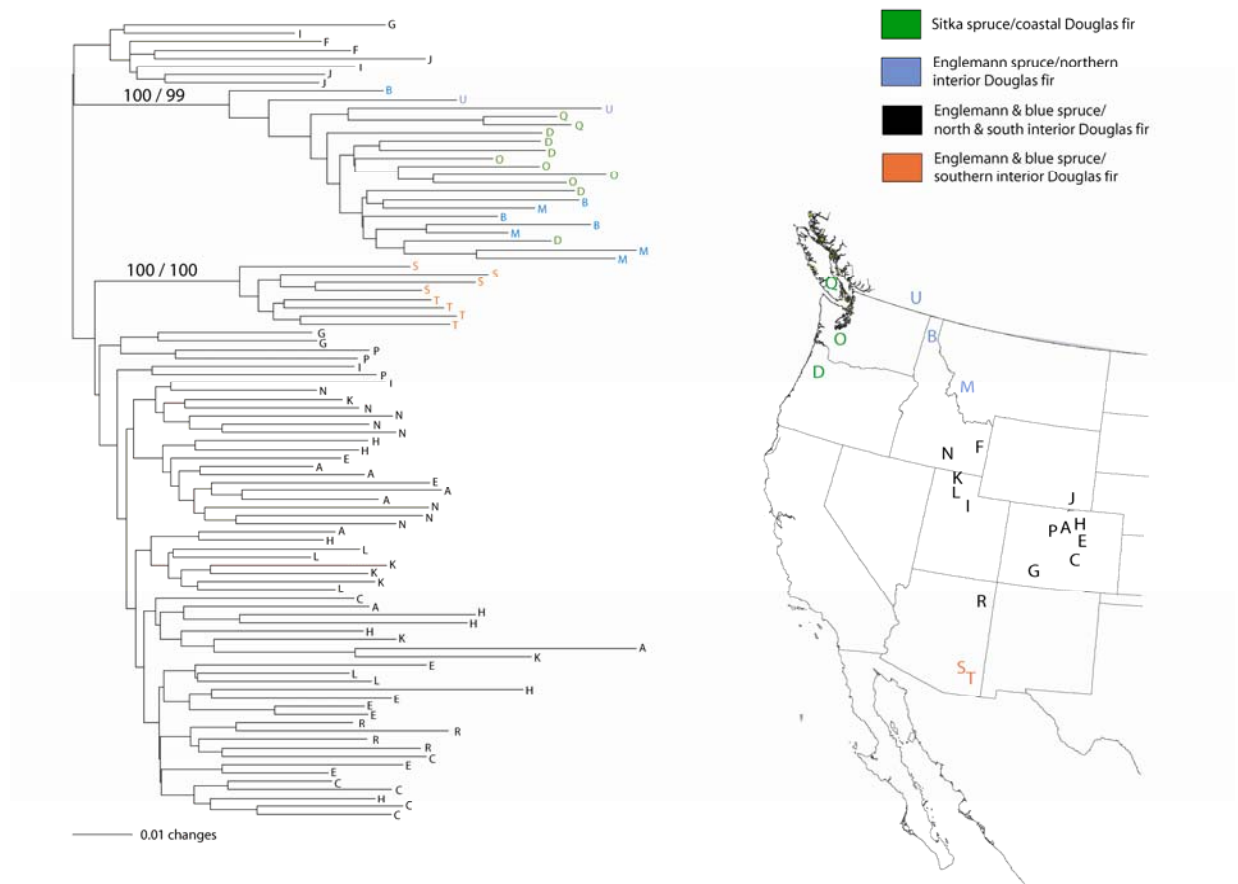 G
I
F
F
J
I
J
J
100 / 99
B
U
U
Q
Q
D
D
D
O
O
O
O
D
B
M
B
B
M
D
M
M
100 / 100
S
S
S
S
T
T
T
T
G
G
P
P
I
P
I
N
K
N
N
N
N
H
H
E
A
A
E
A
A
N
N
N
A
H
L
L
K
K
K
L
C
A
H
H
H
K
A
K
E
L
L
H
E
E
E
R
R
R
R
C
E
E
C
C
H
C
C
0.01 changes
Sitka spruce/coastal Douglas fir
Englemann spruce/northern
interior Douglas fir
Englemann & blue spruce/
north & south interior Douglas fir
Englemann & blue spruce/
southern interior Douglas fir
Q
U
O
B
D
M
N
F
K
L
I
J
P
A
H
E
C
G
R
S
T